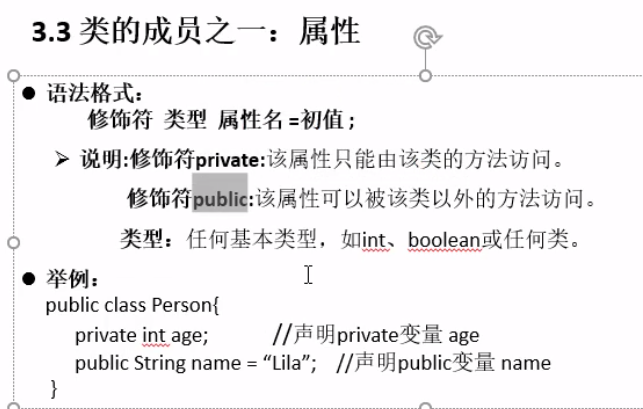 3.3 类的成员之一：属性
● 语法格式：
修饰符 类型 属性名 =初值 ;
➢ 说明:修饰符private:该属性只能由该类的方法访问。
修饰符public:该属性可以被该类以外的方法访问。
类型：任何基本类型，如int、boolean或任何类。
● 举例：
public class Person{
private int age; //声明private变量 age
public String name = “Lila”; //声明public变量 name
}